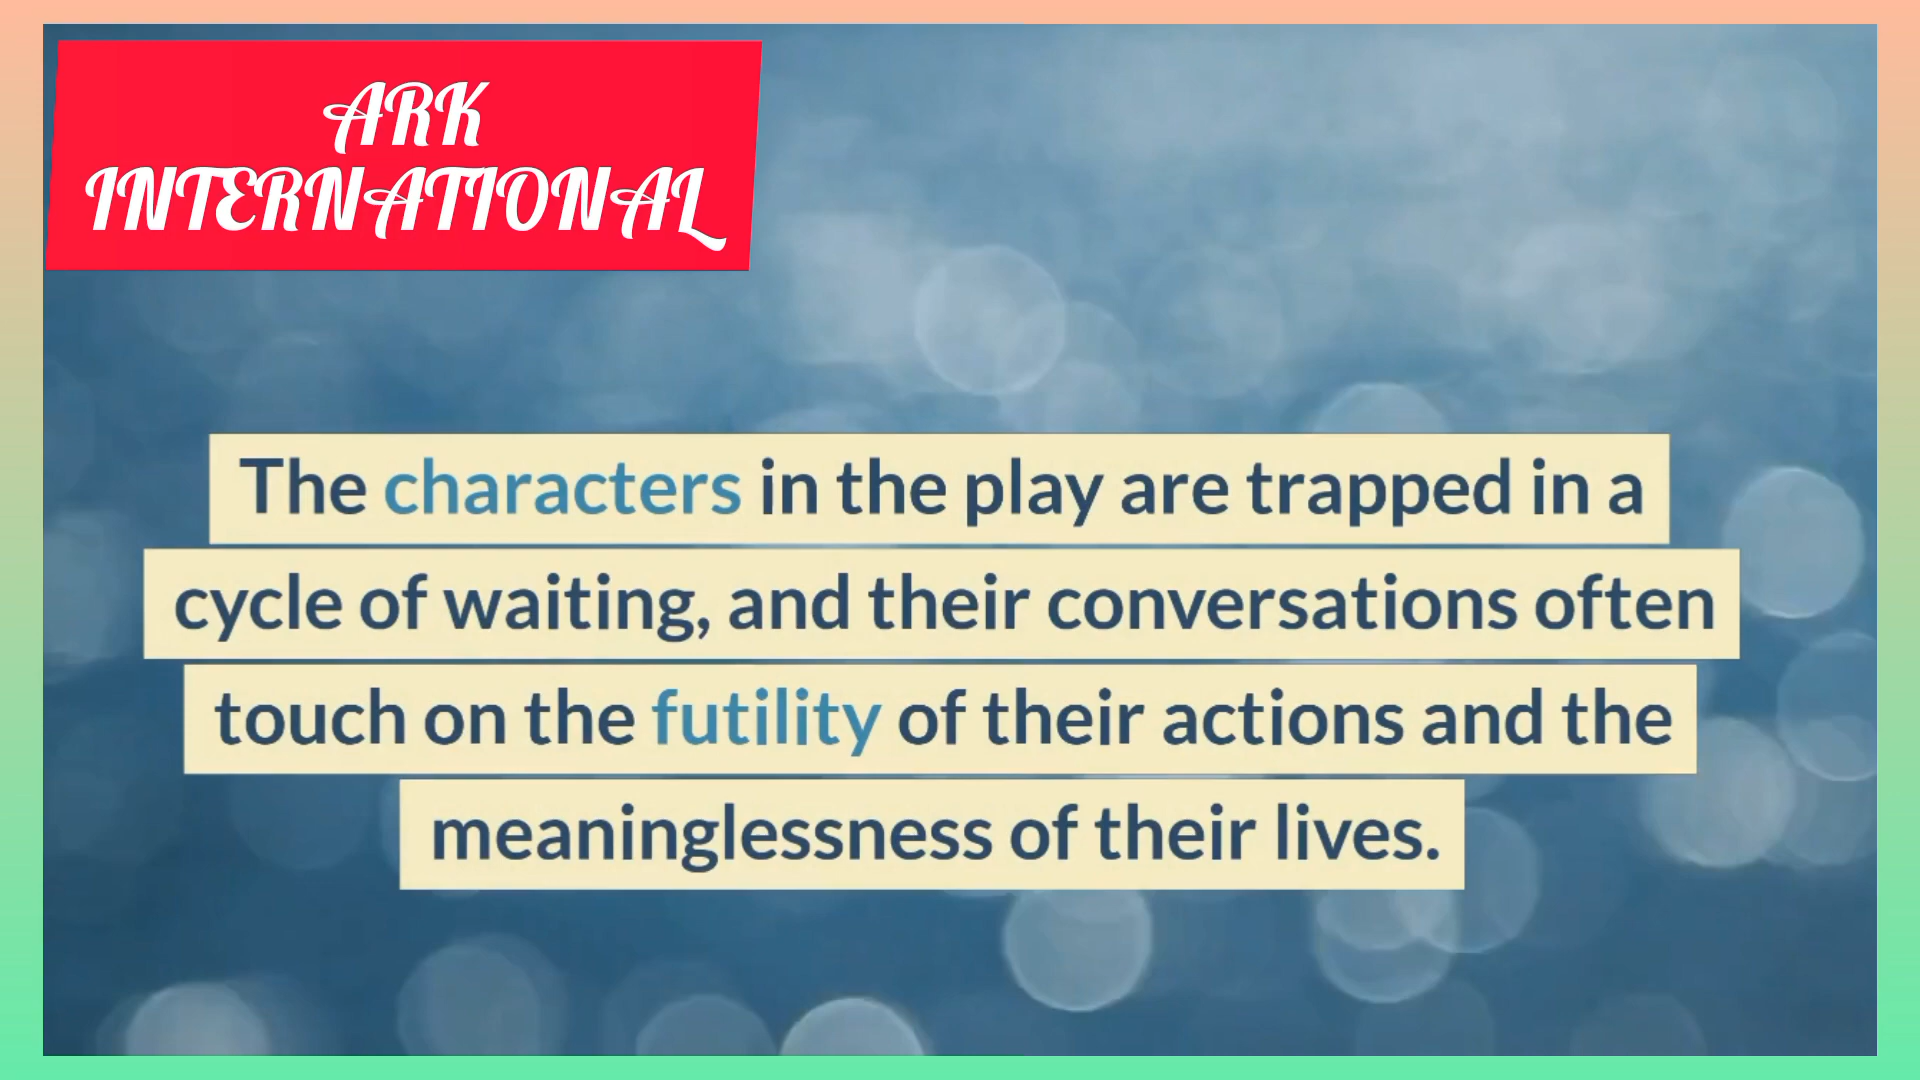 ARK
INTERNATIONAL
The characters in the play are trapped in a
cycle of waiting, and their conversations often
touch on the futility of their actions and the
meaninglessness of their lives.